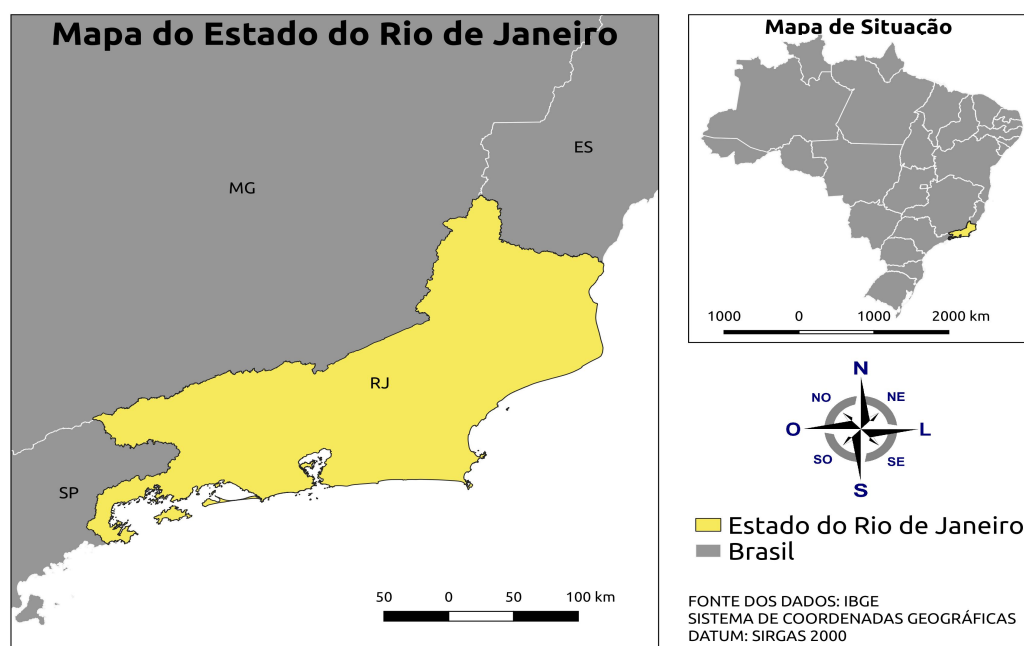 Mapa do Estado do Rio de Janeiro
MG
ES
RJ
SP
50 0 50 100 km
Mapa de Situação
1000 0 1000 2000 km
N
NO NE
O L
SO SE
S
Estado do Rio de Janeiro
Brasil
FONTE DOS DADOS: IBGE
SISTEMA DE COORDENADAS GEOGRÁFICAS
DATUM: SIRGAS 2000